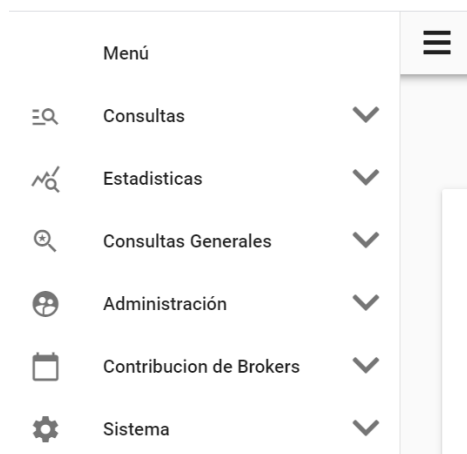 Menú
Consultas
Estadisticas
Consultas Generales
Administración
Contribucion de Brokers
Sistema